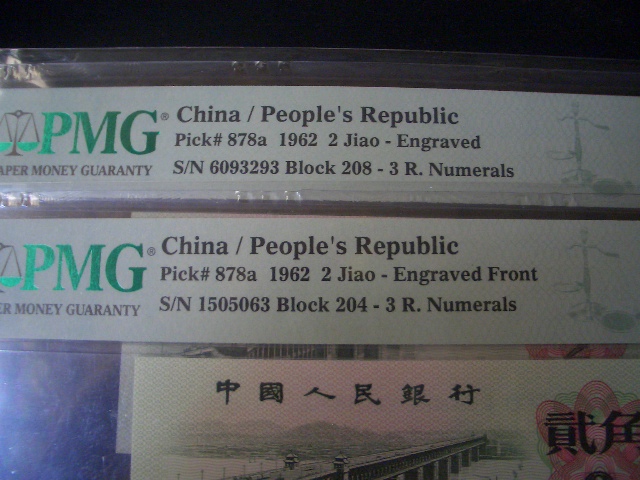 PMG®
China / People's Republic
Pick# 878a 1962 2 Jiao - Engraved
S/N 6093293 Block 208 - 3 R. Numerals
APER MONEY GUARANTY
PMG®
China / People's Republic
Pick# 878a 1962 2 Jiao - Engraved Front
S/N 1505063 Block 204 - 3 R. Numerals
ER MONEY GUARANTY
中國人民銀行
貳角